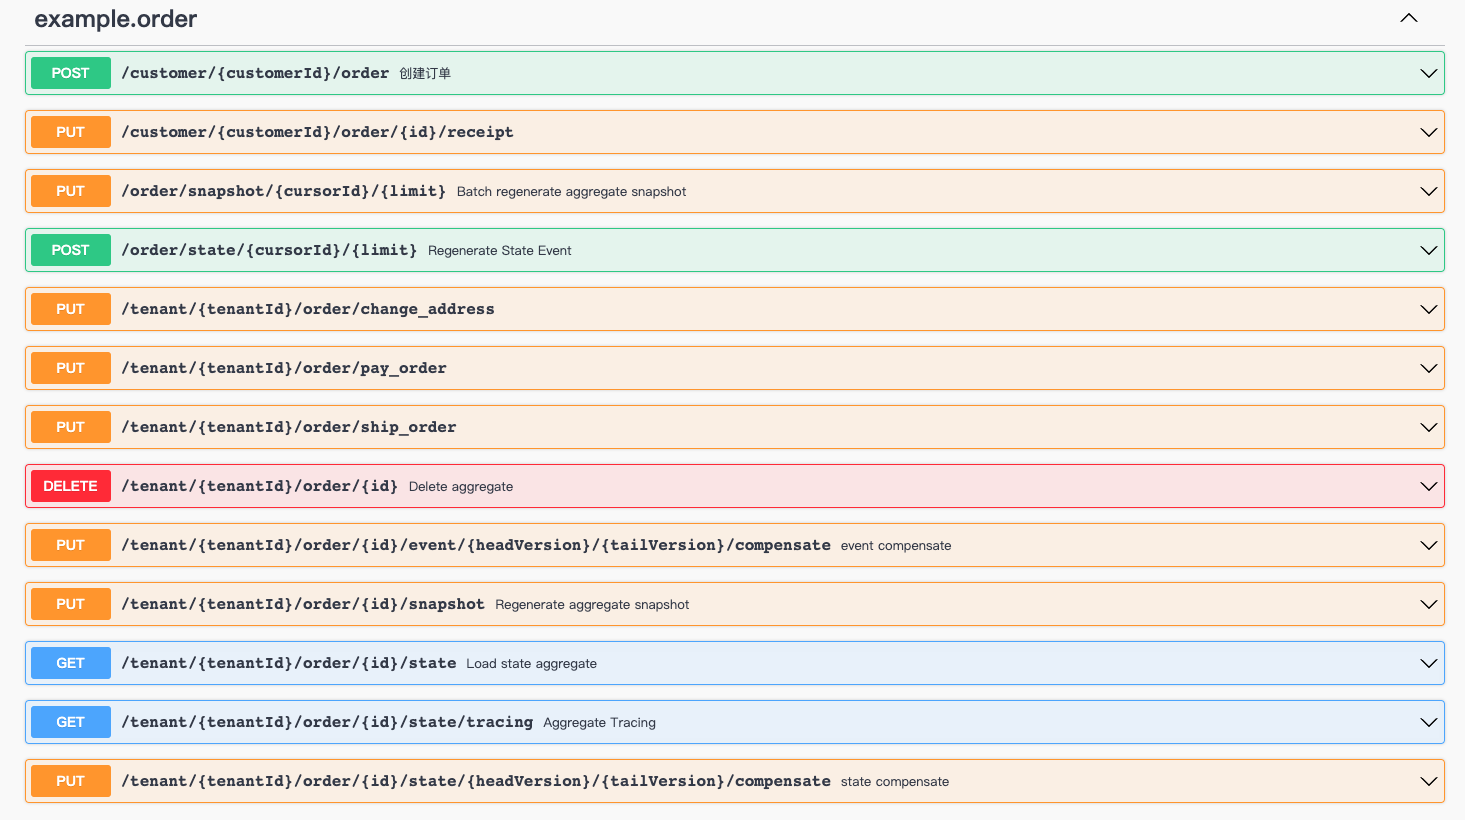 example.order
POST /customer/{customerId}/order 创建订单
PUT /customer/{customerId}/order/{id}/receipt
PUT /order/snapshot/{cursorId}/{limit} Batch regenerate aggregate snapshot
POST /order/state/{cursorId}/{limit} Regenerate State Event
PUT /tenant/{tenantId}/order/change_address
PUT /tenant/{tenantId}/order/pay_order
PUT /tenant/{tenantId}/order/ship_order
DELETE /tenant/{tenantId}/order/{id} Delete aggregate
PUT /tenant/{tenantId}/order/{id}/event/{headVersion}/{tailVersion}/compensate event compensate
PUT /tenant/{tenantId}/order/{id}/snapshot Regenerate aggregate snapshot
GET /tenant/{tenantId}/order/{id}/state Load state aggregate
GET /tenant/{tenantId}/order/{id}/state/tracing Aggregate Tracing
PUT /tenant/{tenantId}/order/{id}/state/{headVersion}/{tailVersion}/compensate state compensate